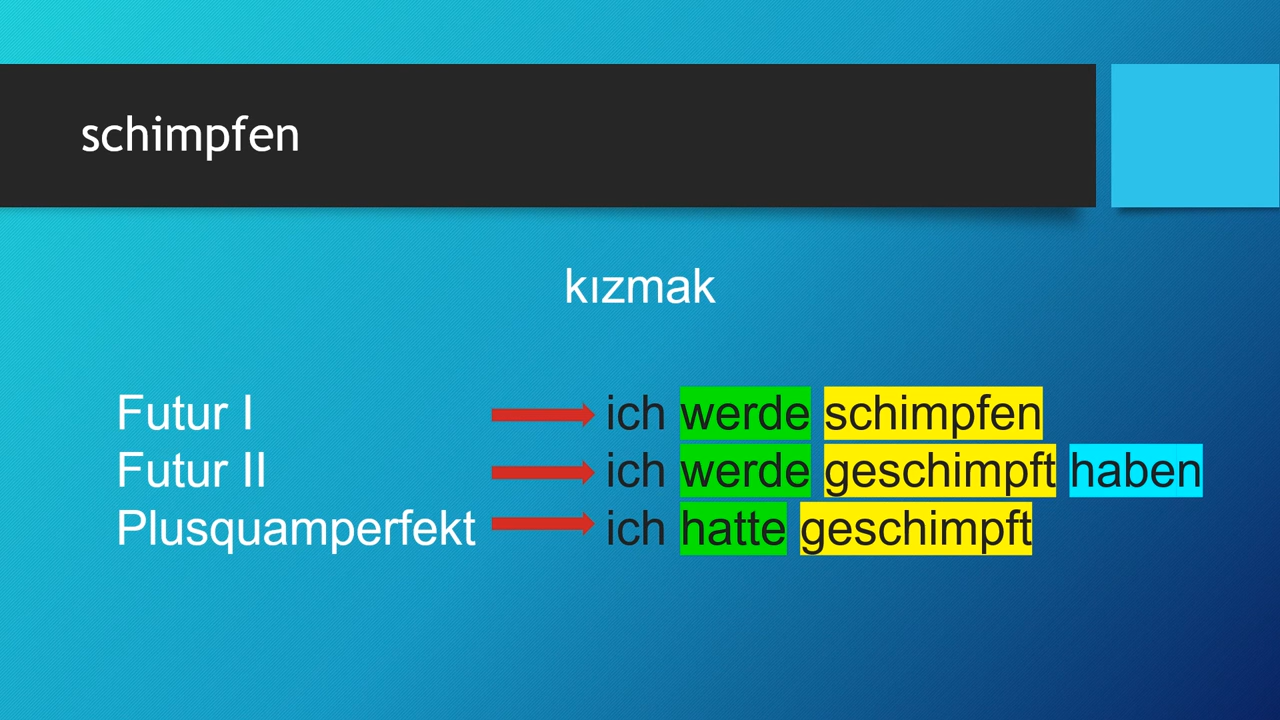 schimpfen
kızmak
Futur I ich werde schimpfen
Futur II ich werde geschimpft haben
Plusquamperfekt ich hatte geschimpft